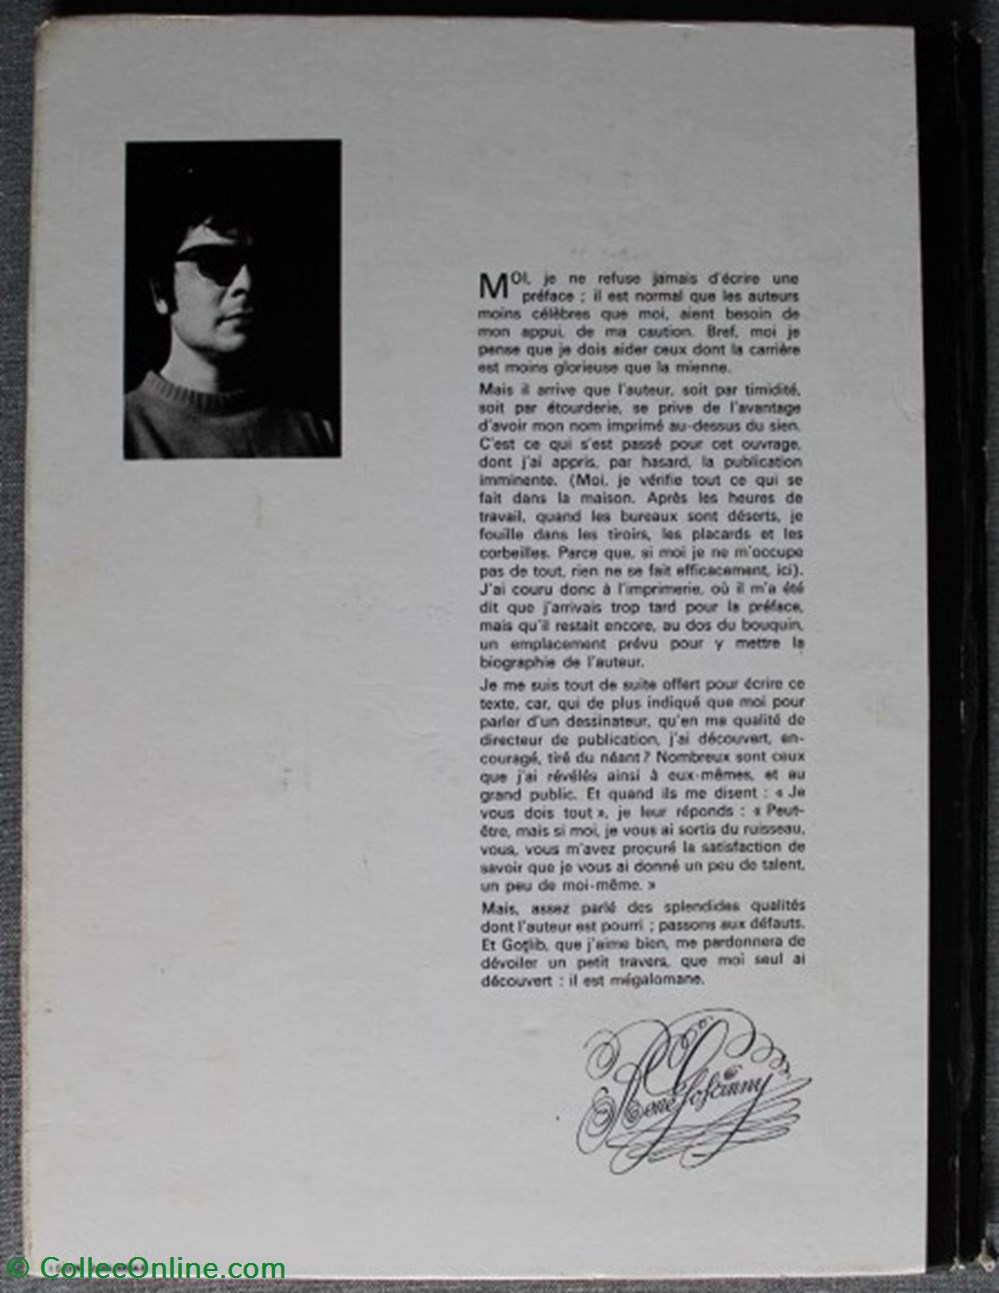 MOI, je ne refuse jamais d'écrire une
préface ; il est normal que les auteurs
moins célèbres que moi, aient besoin de
mon appui, de ma caution. Bref, moi je
pense que je dois aider ceux dont la carrière
est moins glorieuse que la mienne.
Mais il arrive que l'auteur, soit par timidité,
soit par étourderie, se prive de l'avantage
d'avoir mon nom imprimé au-dessus du sien.
C'est ce qui s'est passé pour cet ouvrage,
dont j'ai appris, par hasard, la publication
imminente. (Moi, je vérifie tout ce qui se
fait dans la maison. Après les heures de
travail, quand les bureaux sont déserts, je
fouille dans les tiroirs, les placards et les
corbeilles. Parce que, si moi je ne m'occupe
pas de tout, rien ne se fait efficacement, ici).
J'ai couru donc à l'imprimerie, où il m'a été
dit que j'arrivais trop tard pour la préface,
mais qu'il restait encore, au dos du bouquin,
un emplacement prévu pour y mettre la
biographie de l'auteur.
Je me suis tout de suite offert pour écrire ce
texte, car, qui de plus indiqué que moi pour
parler d'un dessinateur, qu'en ma qualité de
directeur de publication, j'ai découvert, en-
couragé, tiré du néant ? Nombreux sont ceux
que j'ai révélés ainsi à eux-mêmes, et au
grand public. Et quand ils me disent : « Je
vous dois tout », je leur réponds : « Peut-
être, mais si moi, je vous ai sortis du ruisseau,
vous, vous m'avez procuré la satisfaction de
savoir que je vous ai donné un peu de talent,
un peu de moi-même. »
Mais, assez parlé des splendides qualités
dont l'auteur est pourri ; passons aux défauts.
Et Gotlib, que j'aime bien, me pardonnera de
dévoiler un petit travers, que moi seul ai
découvert : il est mégalomane.
René Goscinny
© CollecOnline.com